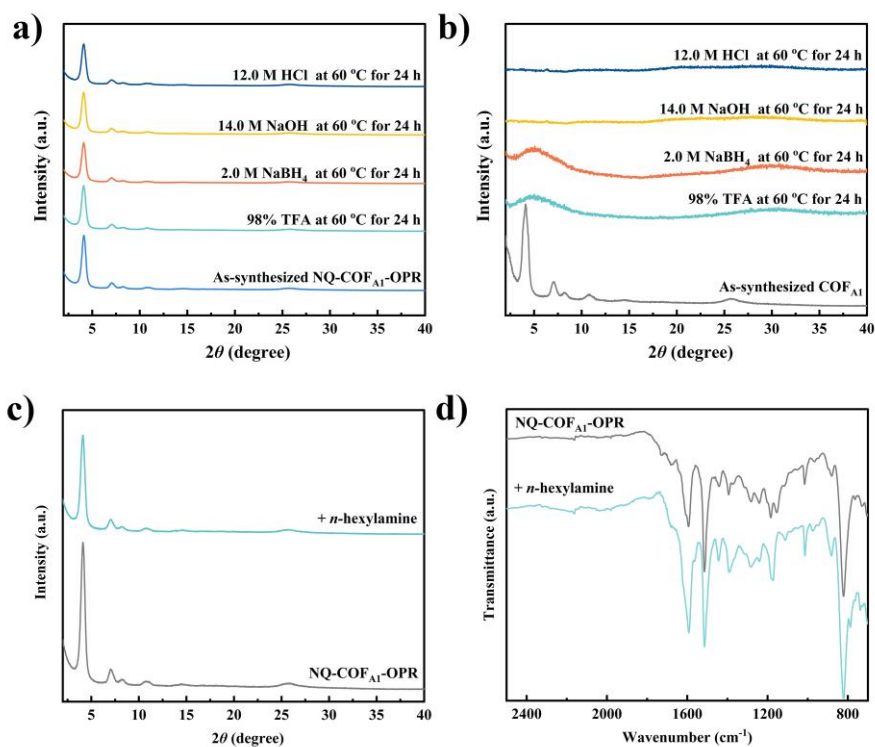 a)
12.0 M HCl at 60 °C for 24 h
14.0 M NaOH at 60 °C for 24 h
2.0 M NaBH₄ at 60 °C for 24 h
98% TFA at 60 °C for 24 h
As-synthesized NQ-COF_A1-OPR
Intensity (a.u.)
5 10 15 20 25 30 35 40
2θ (degree)
b)
12.0 M HCl at 60 °C for 24 h
14.0 M NaOH at 60 °C for 24 h
2.0 M NaBH₄ at 60 °C for 24 h
98% TFA at 60 °C for 24 h
As-synthesized COF_A1
Intensity (a.u.)
5 10 15 20 25 30 35 40
2θ (degree)
c)
+ n-hexylamine
NQ-COF_A1-OPR
Intensity (a.u.)
5 10 15 20 25 30 35 40
2θ (degree)
d)
NQ-COF_A1-OPR
+ n-hexylamine
Transmittance (a.u.)
2400 2000 1600 1200 800
Wavenumber (cm⁻¹)